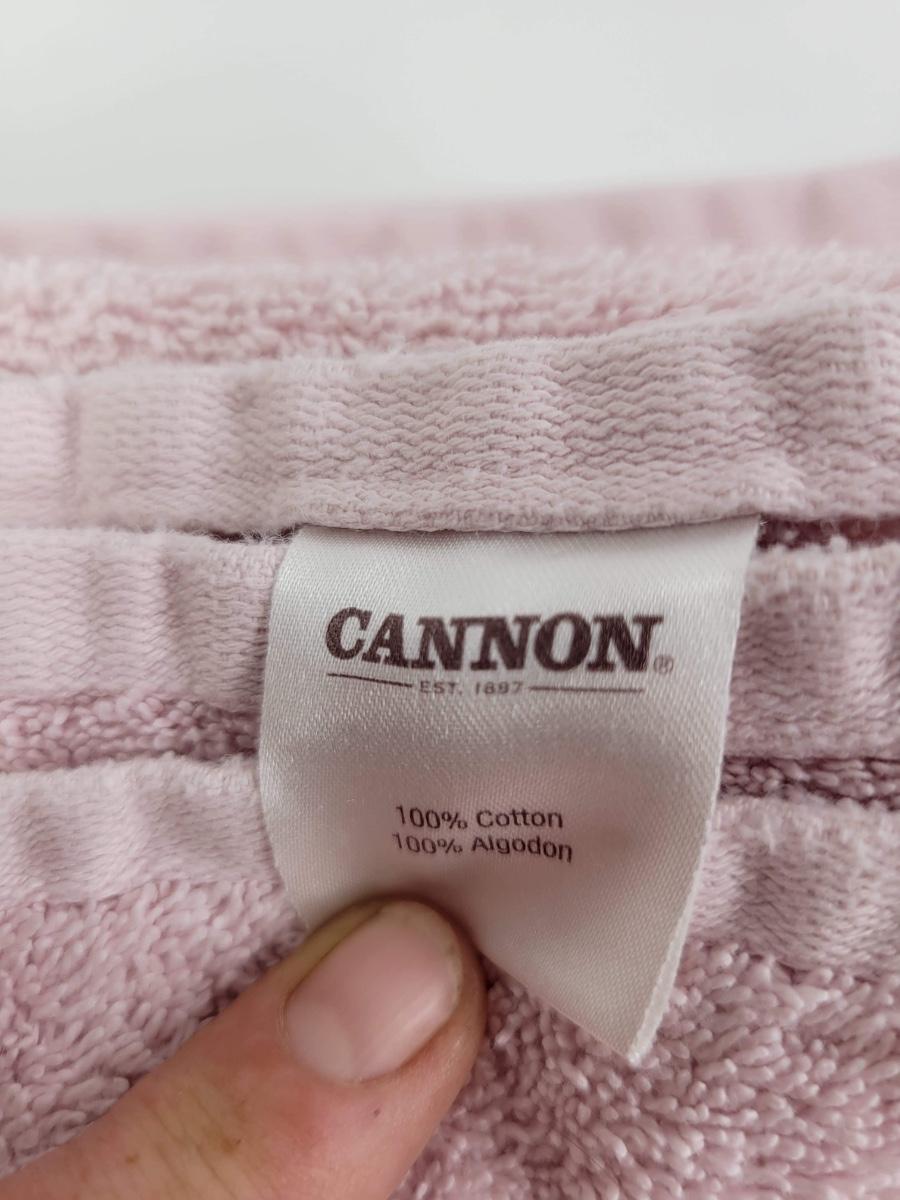 CANNON®
EST. 1897
100% Cotton
100% Algodon